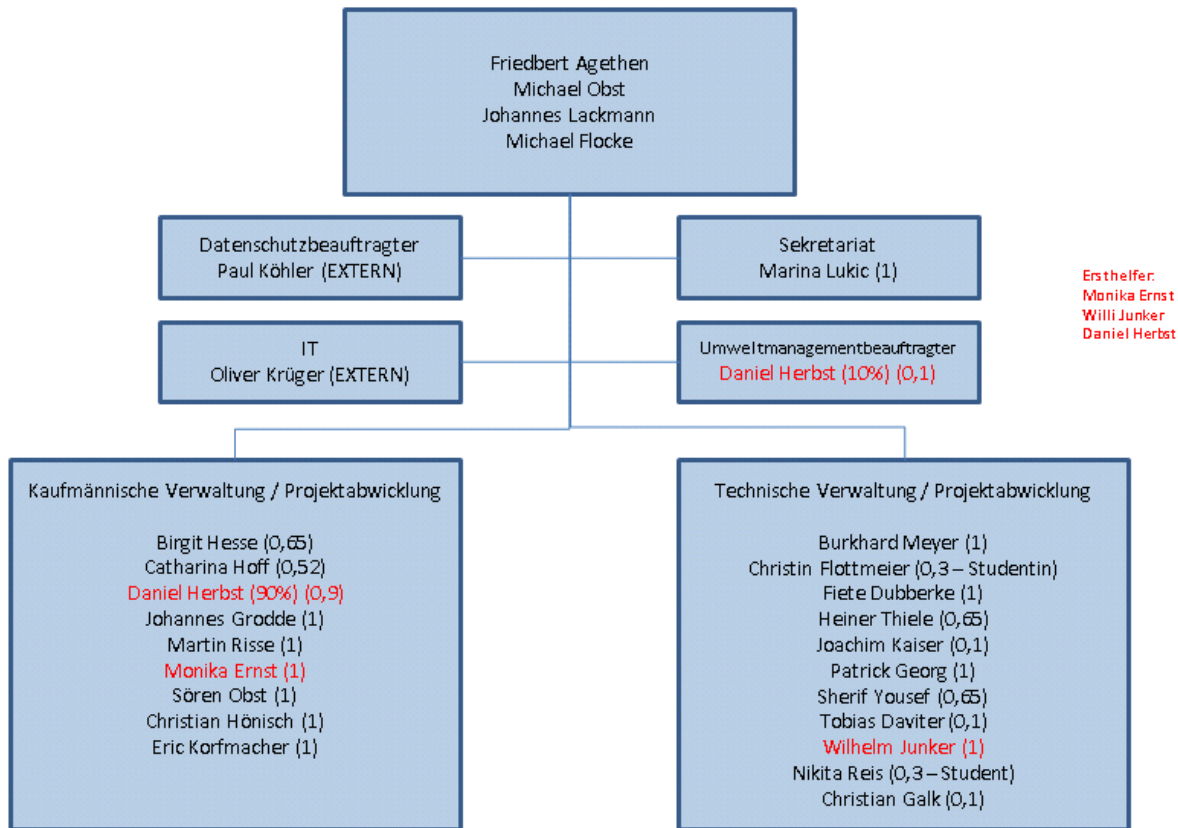 Friedbert Agethen
Michael Obst
Johannes Lackmann
Michael Flocke
Datenschutzbeauftragter
Paul Köhler (EXTERN)
Sekretariat
Marina Lukic (1)
Ersthelfer:
Monika Ernst
Willi Junker
Daniel Herbst
IT
Oliver Krüger (EXTERN)
Umweltmanagementbeauftragter
Daniel Herbst (10%) (0,1)
Kaufmännische Verwaltung / Projektabwicklung
Birgit Hesse (0,65)
Catharina Hoff (0,52)
Daniel Herbst (90%) (0,9)
Johannes Grodde (1)
Martin Risse (1)
Monika Ernst (1)
Sören Obst (1)
Christian Hönisch (1)
Eric Korfmacher (1)
Technische Verwaltung / Projektabwicklung
Burkhard Meyer (1)
Christin Flottmeier (0,3 – Studentin)
Fiete Dubberke (1)
Heiner Thiele (0,65)
Joachim Kaiser (0,1)
Patrick Georg (1)
Sherif Yousef (0,65)
Tobias Daviter (0,1)
Wilhelm Junker (1)
Nikita Reis (0,3 – Student)
Christian Galk (0,1)